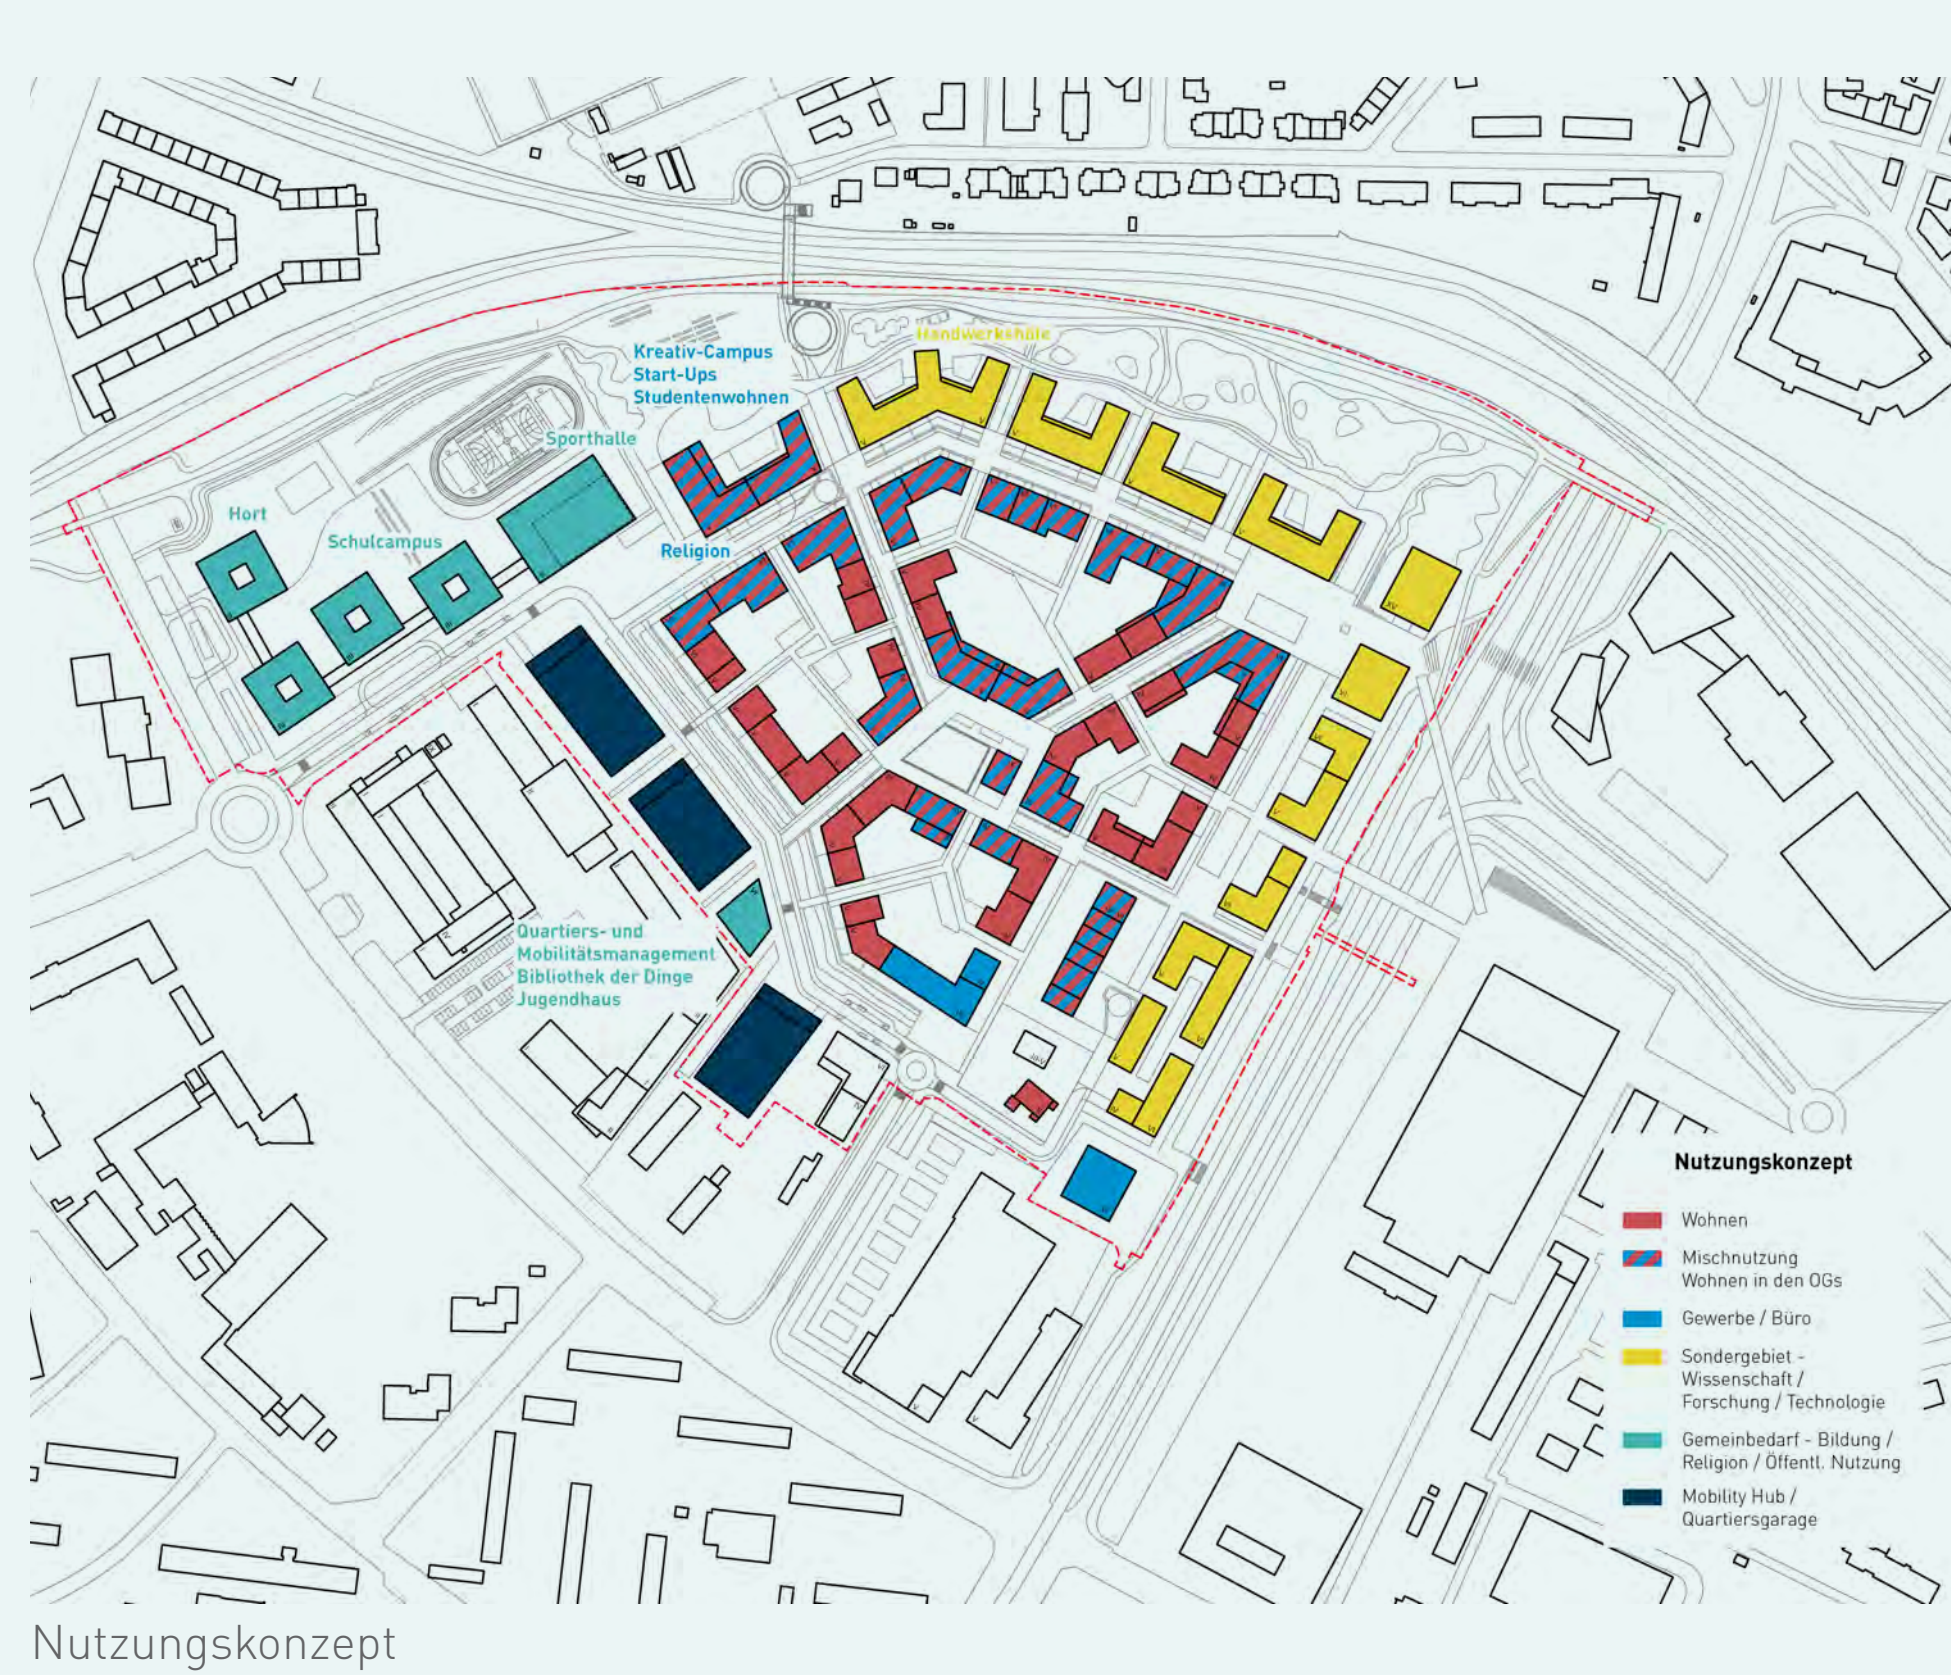 Kreativ-Campus
Start-Ups
Studentenwohnen
Handwerkshöfe
Sporthalle
Hort
Schulcampus
Religion
Quartiers- und
Mobilitätsmanagement
Bibliothek der Dinge
Jugendhaus
Nutzungskonzept
Wohnen
Mischnutzung
Wohnen in den OGs
Gewerbe / Büro
Sondergebiet -
Wissenschaft /
Forschung / Technologie
Gemeinbedarf - Bildung /
Religion / Öffentl. Nutzung
Mobility Hub /
Quartiersgarage
Nutzungskonzept